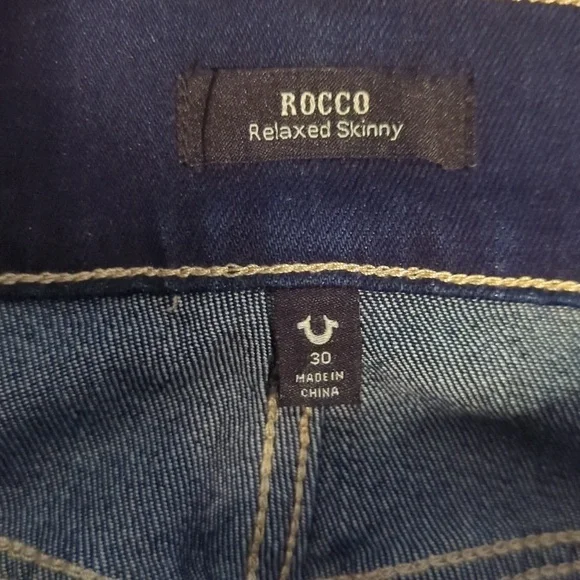 ROCCO
Relaxed Skinny
30
MADE IN
CHINA